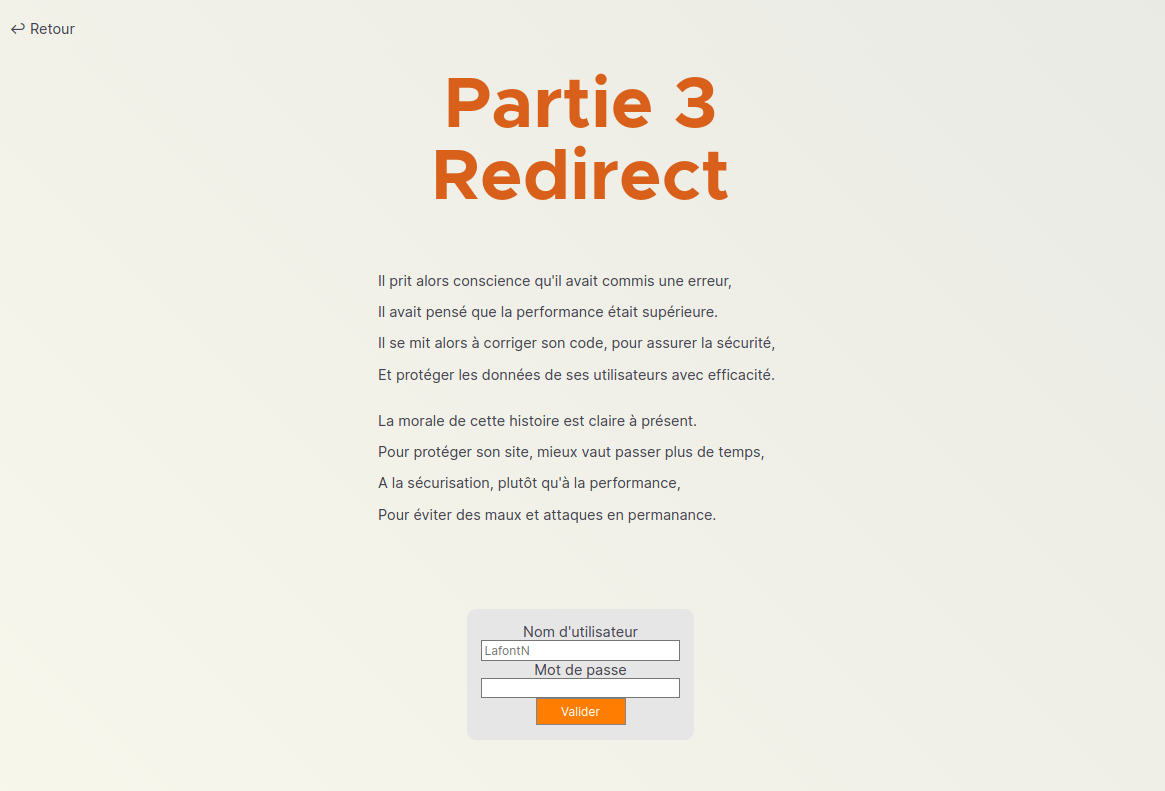 ↩ Retour
Partie 3
Redirect
Il prit alors conscience qu'il avait commis une erreur,
Il avait pensé que la performance était supérieure.
Il se mit alors à corriger son code, pour assurer la sécurité,
Et protéger les données de ses utilisateurs avec efficacité.
La morale de cette histoire est claire à présent.
Pour protéger son site, mieux vaut passer plus de temps,
A la sécurisation, plutôt qu'à la performance,
Pour éviter des maux et attaques en permanance.
Nom d'utilisateur
LafontN
Mot de passe
Valider